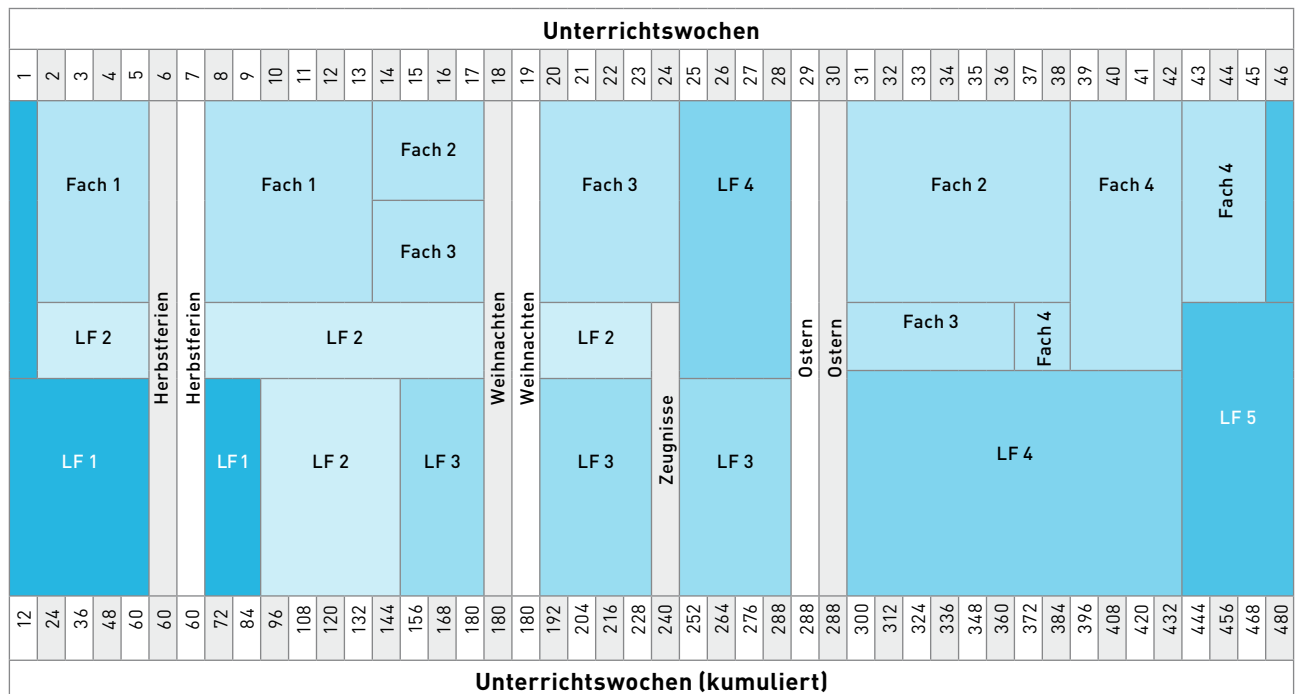 Unterrichtswochen
1 2 3 4 5 6 7 8 9 10 11 12 13 14 15 16 17 18 19 20 21 22 23 24 25 26 27 28 29 30 31 32 33 34 35 36 37 38 39 40 41 42 43 44 45 46
Fach 1
Fach 1
Fach 2
Fach 3
Fach 3
LF 4
Fach 2
Fach 4
Fach 4
LF 2
Herbstferien
Herbstferien
LF 2
Weihnachten
Weihnachten
LF 2
Zeugnisse
Ostern
Ostern
Fach 3
Fach 4
LF 1
LF 1
LF 2
LF 3
LF 3
LF 3
LF 4
LF 5
12 24 36 48 60 60 60 72 84 96 108 120 132 144 156 168 180 180 180 192 204 216 228 240 252 264 276 288 288 288 300 312 324 336 348 360 372 384 396 408 420 432 444 456 468 480
Unterrichtswochen (kumuliert)